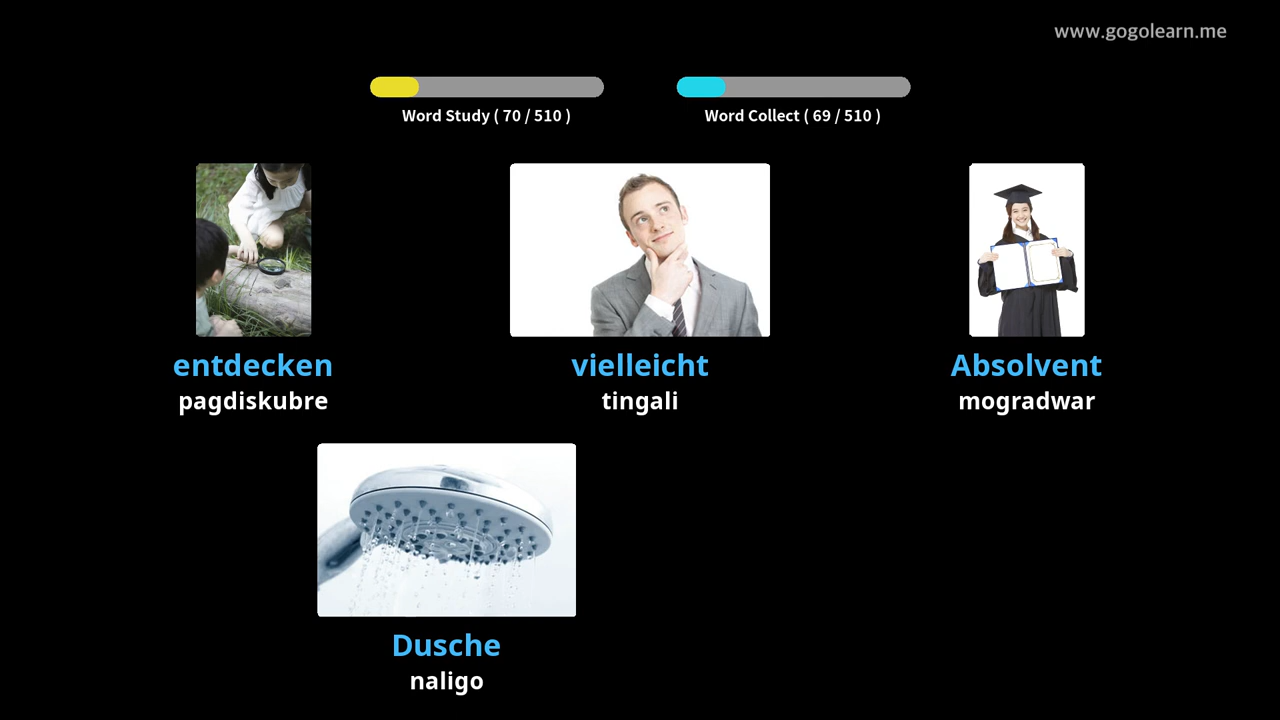 www.gogolearn.me
Word Study ( 70 / 510 )
Word Collect ( 69 / 510 )
entdecken
pagdiskubre
vielleicht
tingali
Absolvent
mogradwar
Dusche
naligo